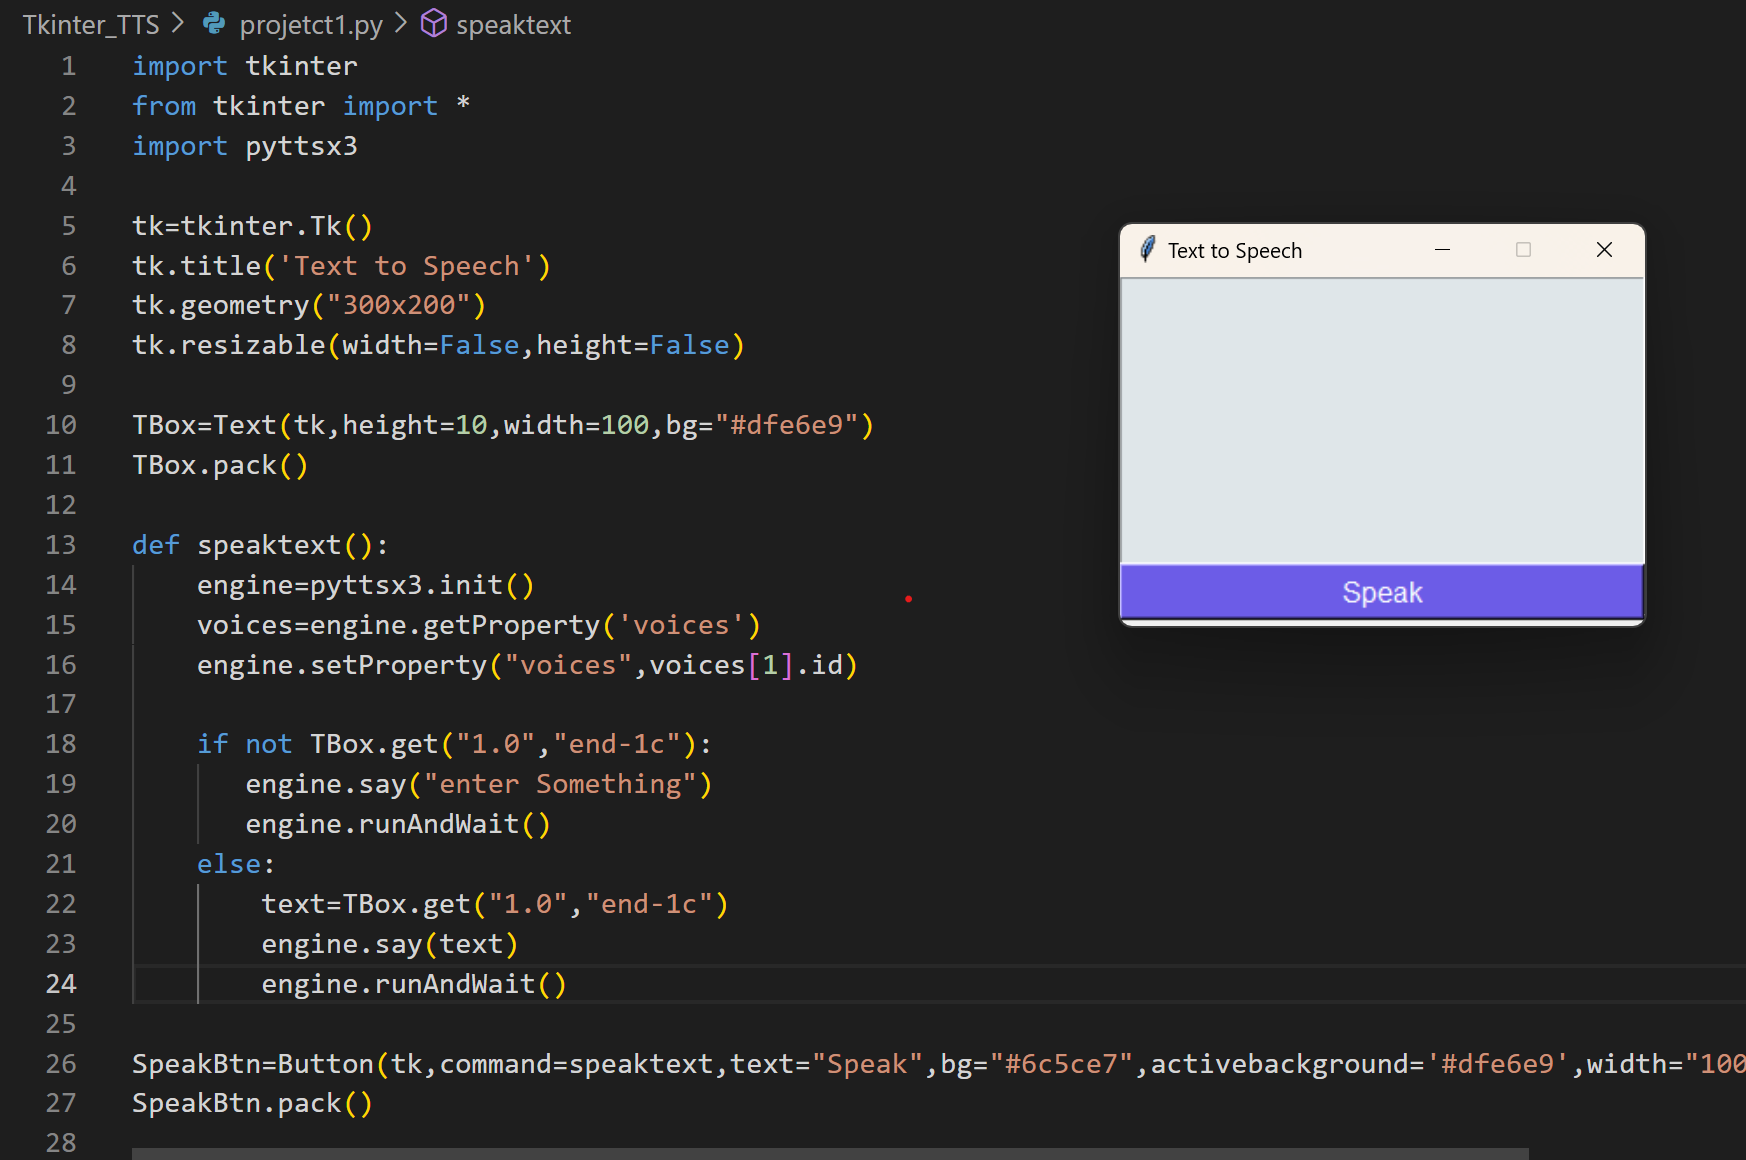 Tkinter_TTS > projetct1.py > speaktext
1 import tkinter
2 from tkinter import *
3 import pyttsx3
4
5 tk=tkinter.Tk()
6 tk.title('Text to Speech')
7 tk.geometry("300x200")
8 tk.resizable(width=False,height=False)
9
10 TBox=Text(tk,height=10,width=100,bg="#dfe6e9")
11 TBox.pack()
12
13 def speaktext():
14     engine=pyttsx3.init()
15     voices=engine.getProperty('voices')
16     engine.setProperty("voices",voices[1].id)
17
18     if not TBox.get("1.0","end-1c"):
19        engine.say("enter Something")
20        engine.runAndWait()
21     else:
22         text=TBox.get("1.0","end-1c")
23         engine.say(text)
24         engine.runAndWait()
25
26 SpeakBtn=Button(tk,command=speaktext,text="Speak",bg="#6c5ce7",activebackground='#dfe6e9',width="100
27 SpeakBtn.pack()
28
Text to Speech
Speak